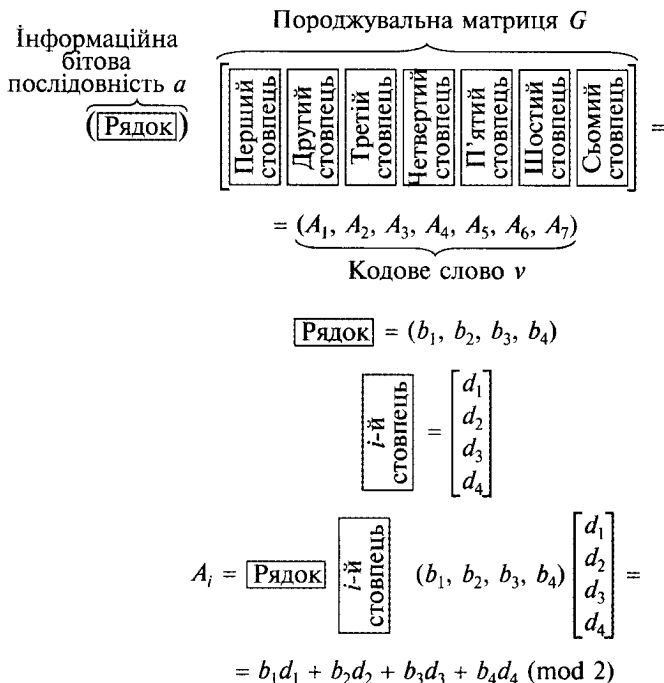 Породжувальна матриця G
Інформаційна
бітова
послідовність a
(Рядок) [Перший стовпець Другий стовпець Третій стовпець Четвертий стовпець П'ятий стовпець Шостий стовпець Сьомий стовпець] =
= (A₁, A₂, A₃, A₄, A₅, A₆, A₇)
Кодове слово v
Рядок = (b₁, b₂, b₃, b₄)
i-й стовпець = [d₁ d₂ d₃ d₄]
Aᵢ = Рядок i-й стовпець (b₁, b₂, b₃, b₄) [d₁ d₂ d₃ d₄] =
= b₁d₁ + b₂d₂ + b₃d₃ + b₄d₄ (mod 2)